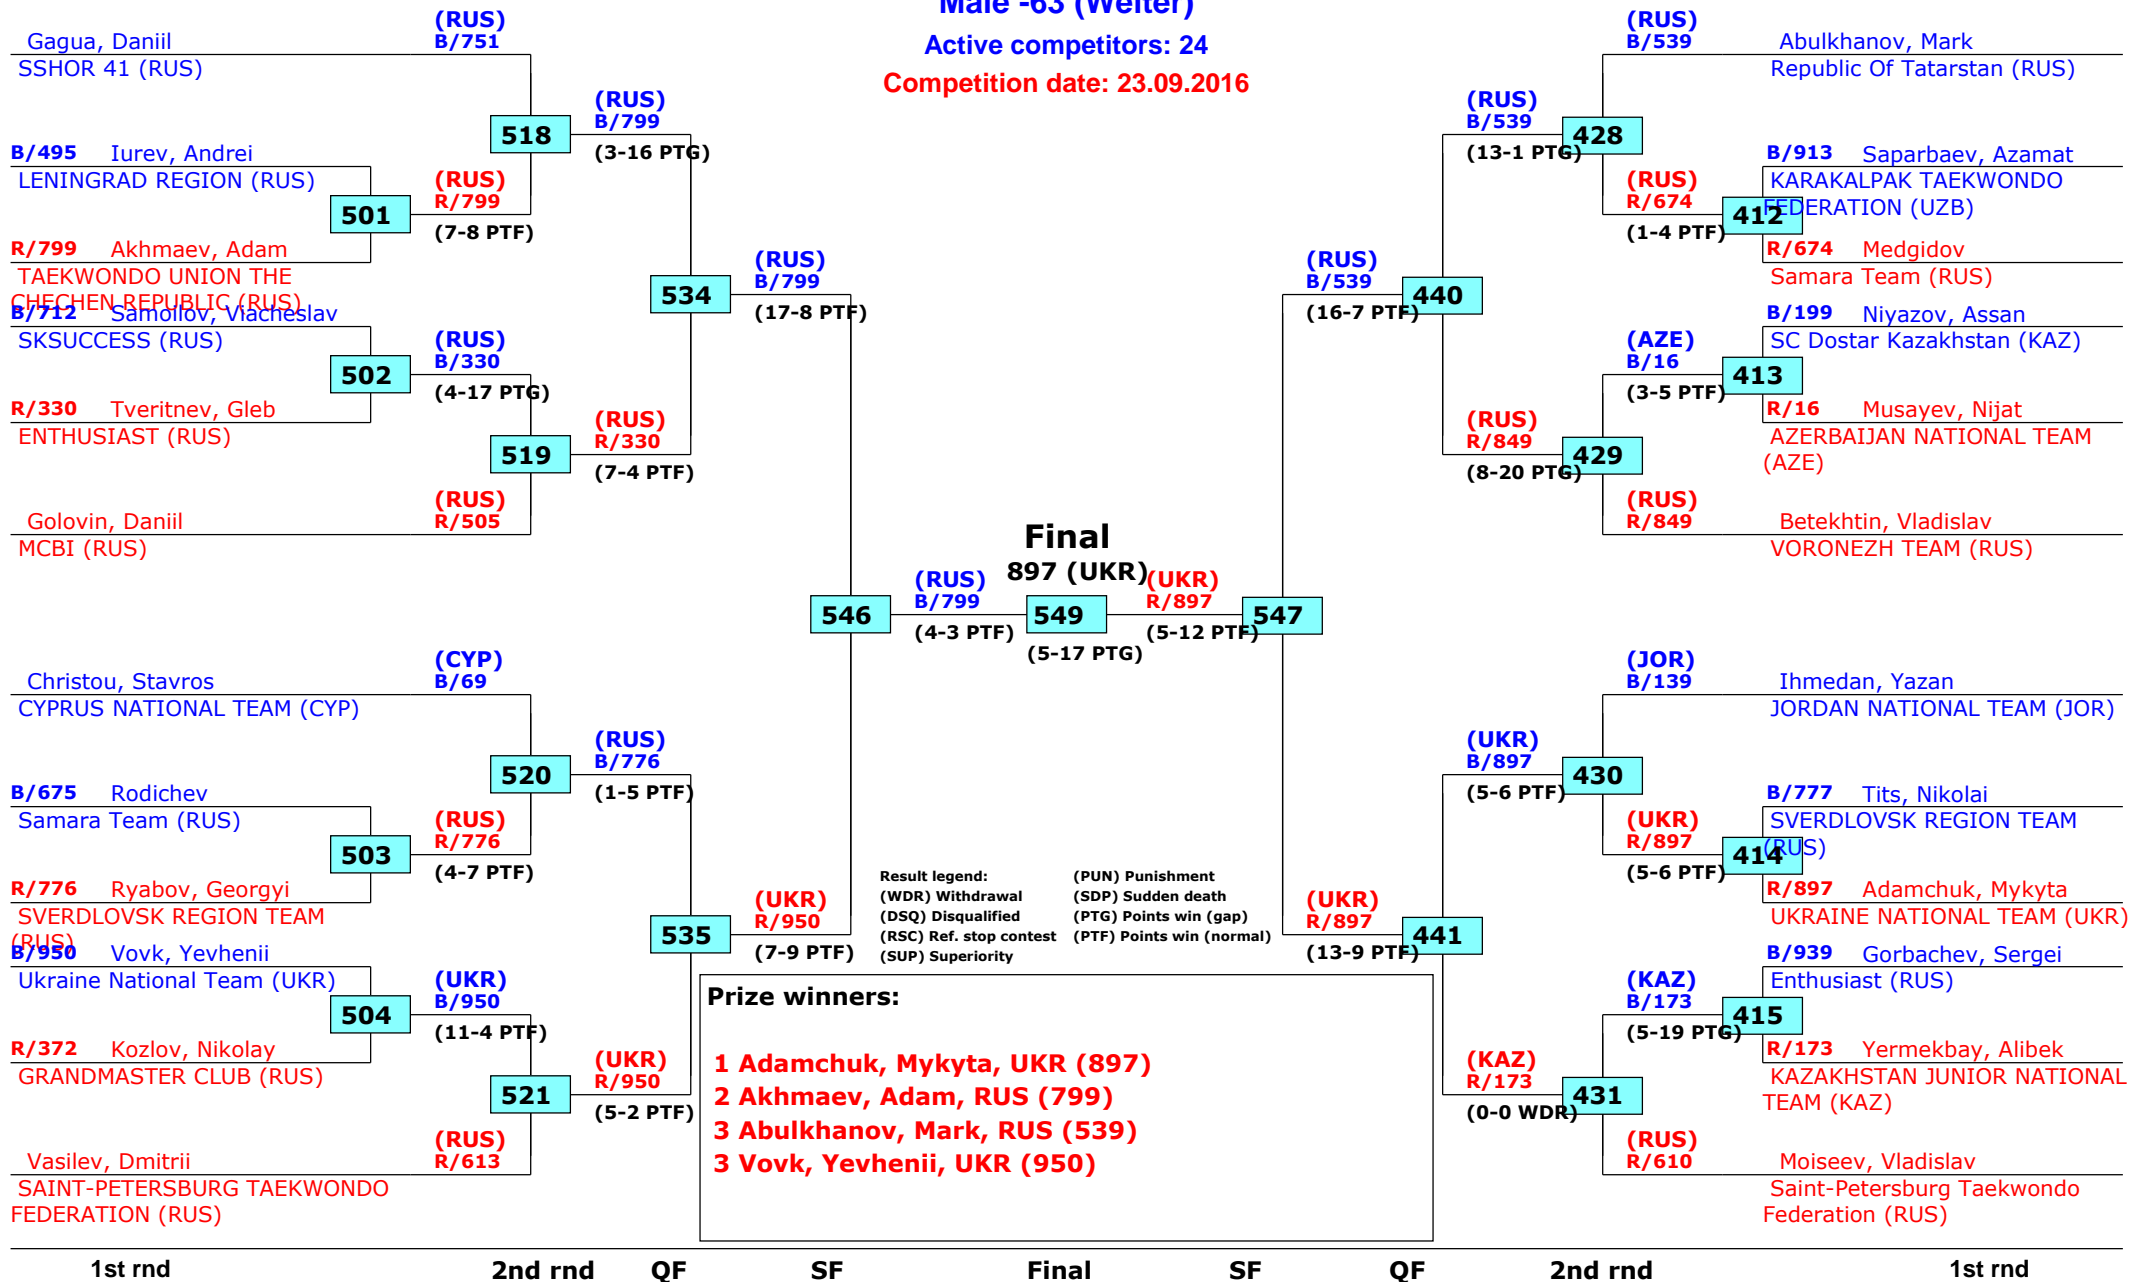 Male -63 (Welter)
Active competitors: 24
Competition date: 23.09.2016
Gagua, Daniil
SSHOR 41 (RUS)
(RUS)
B/751
B/495 Iurev, Andrei
LENINGRAD REGION (RUS)
501
R/799 Akhmaev, Adam
TAEKWONDO UNION THE
CHECHEN REPUBLIC (RUS)
(RUS)
R/799
(7-8 PTF)
518
(RUS)
B/799
(3-16 PTG)
B/712 Samoilov, Viacheslav
SKSUCCESS (RUS)
502
R/330 Tveritnev, Gleb
ENTHUSIAST (RUS)
(RUS)
B/330
(4-17 PTG)
519
(RUS)
R/330
(7-4 PTF)
Golovin, Daniil
MCBI (RUS)
(RUS)
R/505
534
(RUS)
B/799
(17-8 PTF)
Christou, Stavros
CYPRUS NATIONAL TEAM (CYP)
(CYP)
B/69
B/675 Rodichev
Samara Team (RUS)
503
R/776 Ryabov, Georgyi
SVERDLOVSK REGION TEAM
(RUS)
(RUS)
R/776
(4-7 PTF)
520
(RUS)
B/776
(1-5 PTF)
B/950 Vovk, Yevhenii
Ukraine National Team (UKR)
504
R/372 Kozlov, Nikolay
GRANDMASTER CLUB (RUS)
(UKR)
B/950
(11-4 PTF)
521
(UKR)
R/950
(5-2 PTF)
Vasilev, Dmitrii
SAINT-PETERSBURG TAEKWONDO
FEDERATION (RUS)
(RUS)
R/613
535
(UKR)
R/950
(7-9 PTF)
546
(RUS)
B/799
(4-3 PTF)
Final
897 (UKR)
549
(5-17 PTG)
(UKR)
R/897
(5-12 PTF)
547
(RUS)
B/539
(16-7 PTF)
440
(RUS)
B/539
(13-1 PTG)
428
(RUS)
B/539
Abulkhanov, Mark
Republic Of Tatarstan (RUS)
(RUS)
R/674
(1-4 PTF)
412
B/913 Saparbaev, Azamat
KARAKALPAK TAEKWONDO
FEDERATION (UZB)
R/674 Medgidov
Samara Team (RUS)
(RUS)
R/849
(8-20 PTG)
429
(AZE)
B/16
(3-5 PTF)
413
B/199 Niyazov, Assan
SC Dostar Kazakhstan (KAZ)
R/16 Musayev, Nijat
AZERBAIJAN NATIONAL TEAM
(AZE)
(RUS)
R/849
Betekhtin, Vladislav
VORONEZH TEAM (RUS)
(UKR)
R/897
(13-9 PTF)
441
(UKR)
B/897
(5-6 PTF)
430
(JOR)
B/139
Ihmedan, Yazan
JORDAN NATIONAL TEAM (JOR)
(UKR)
R/897
(5-6 PTF)
414
B/777 Tits, Nikolai
SVERDLOVSK REGION TEAM
(RUS)
R/897 Adamchuk, Mykyta
UKRAINE NATIONAL TEAM (UKR)
(KAZ)
R/173
(0-0 WDR)
431
(KAZ)
B/173
(5-19 PTG)
415
B/939 Gorbachev, Sergei
Enthusiast (RUS)
R/173 Yermekbay, Alibek
KAZAKHSTAN JUNIOR NATIONAL
TEAM (KAZ)
(RUS)
R/610
Moiseev, Vladislav
Saint-Petersburg Taekwondo
Federation (RUS)
Result legend:
(WDR) Withdrawal
(DSQ) Disqualified
(RSC) Ref. stop contest
(SUP) Superiority
(PUN) Punishment
(SDP) Sudden death
(PTG) Points win (gap)
(PTF) Points win (normal)
Prize winners:
1 Adamchuk, Mykyta, UKR (897)
2 Akhmaev, Adam, RUS (799)
3 Abulkhanov, Mark, RUS (539)
3 Vovk, Yevhenii, UKR (950)
1st rnd 2nd rnd QF SF Final SF QF 2nd rnd 1st rnd